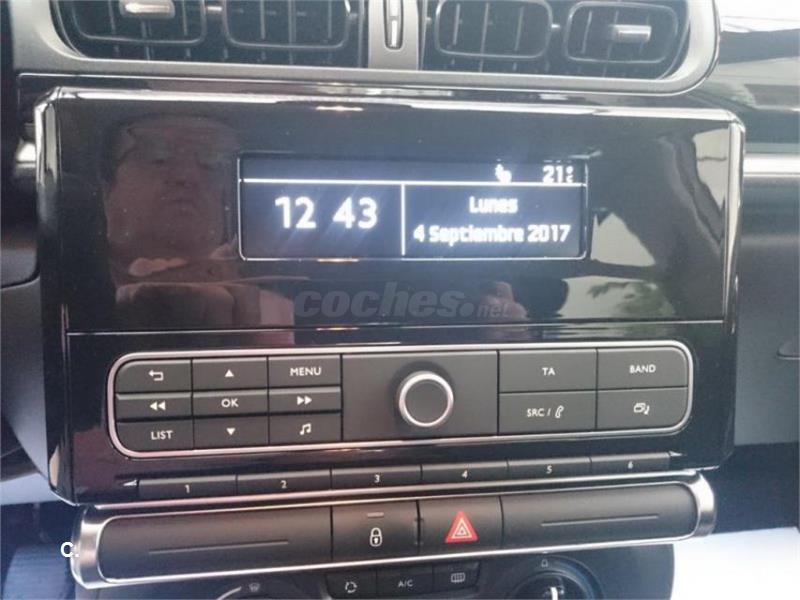 21°C
12 43
Lunes
4 Septiembre 2017
coches.net
MENU
TA
BAND
OK
SRC /
LIST
1 2 3 4 5 6
C.
A/C